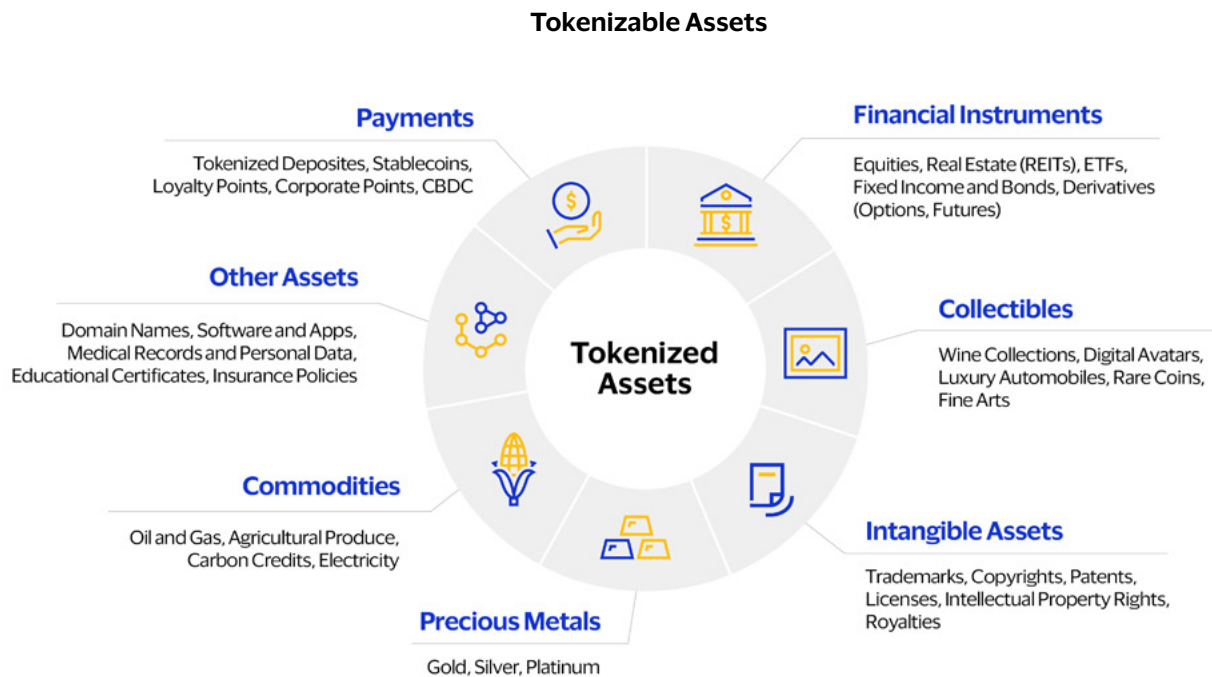 Tokenizable Assets
Payments
Tokenized Deposites, Stablecoins,
Loyalty Points, Corporate Points, CBDC
Financial Instruments
Equities, Real Estate (REITs), ETFs,
Fixed Income and Bonds, Derivatives
(Options, Futures)
$
$
Other Assets
Domain Names, Software and Apps,
Medical Records and Personal Data,
Educational Certificates, Insurance Policies
Collectibles
Wine Collections, Digital Avatars,
Luxury Automobiles, Rare Coins,
Fine Arts
Tokenized
Assets
Commodities
Oil and Gas, Agricultural Produce,
Carbon Credits, Electricity
Intangible Assets
Trademarks, Copyrights, Patents,
Licenses, Intellectual Property Rights,
Royalties
Precious Metals
Gold, Silver, Platinum